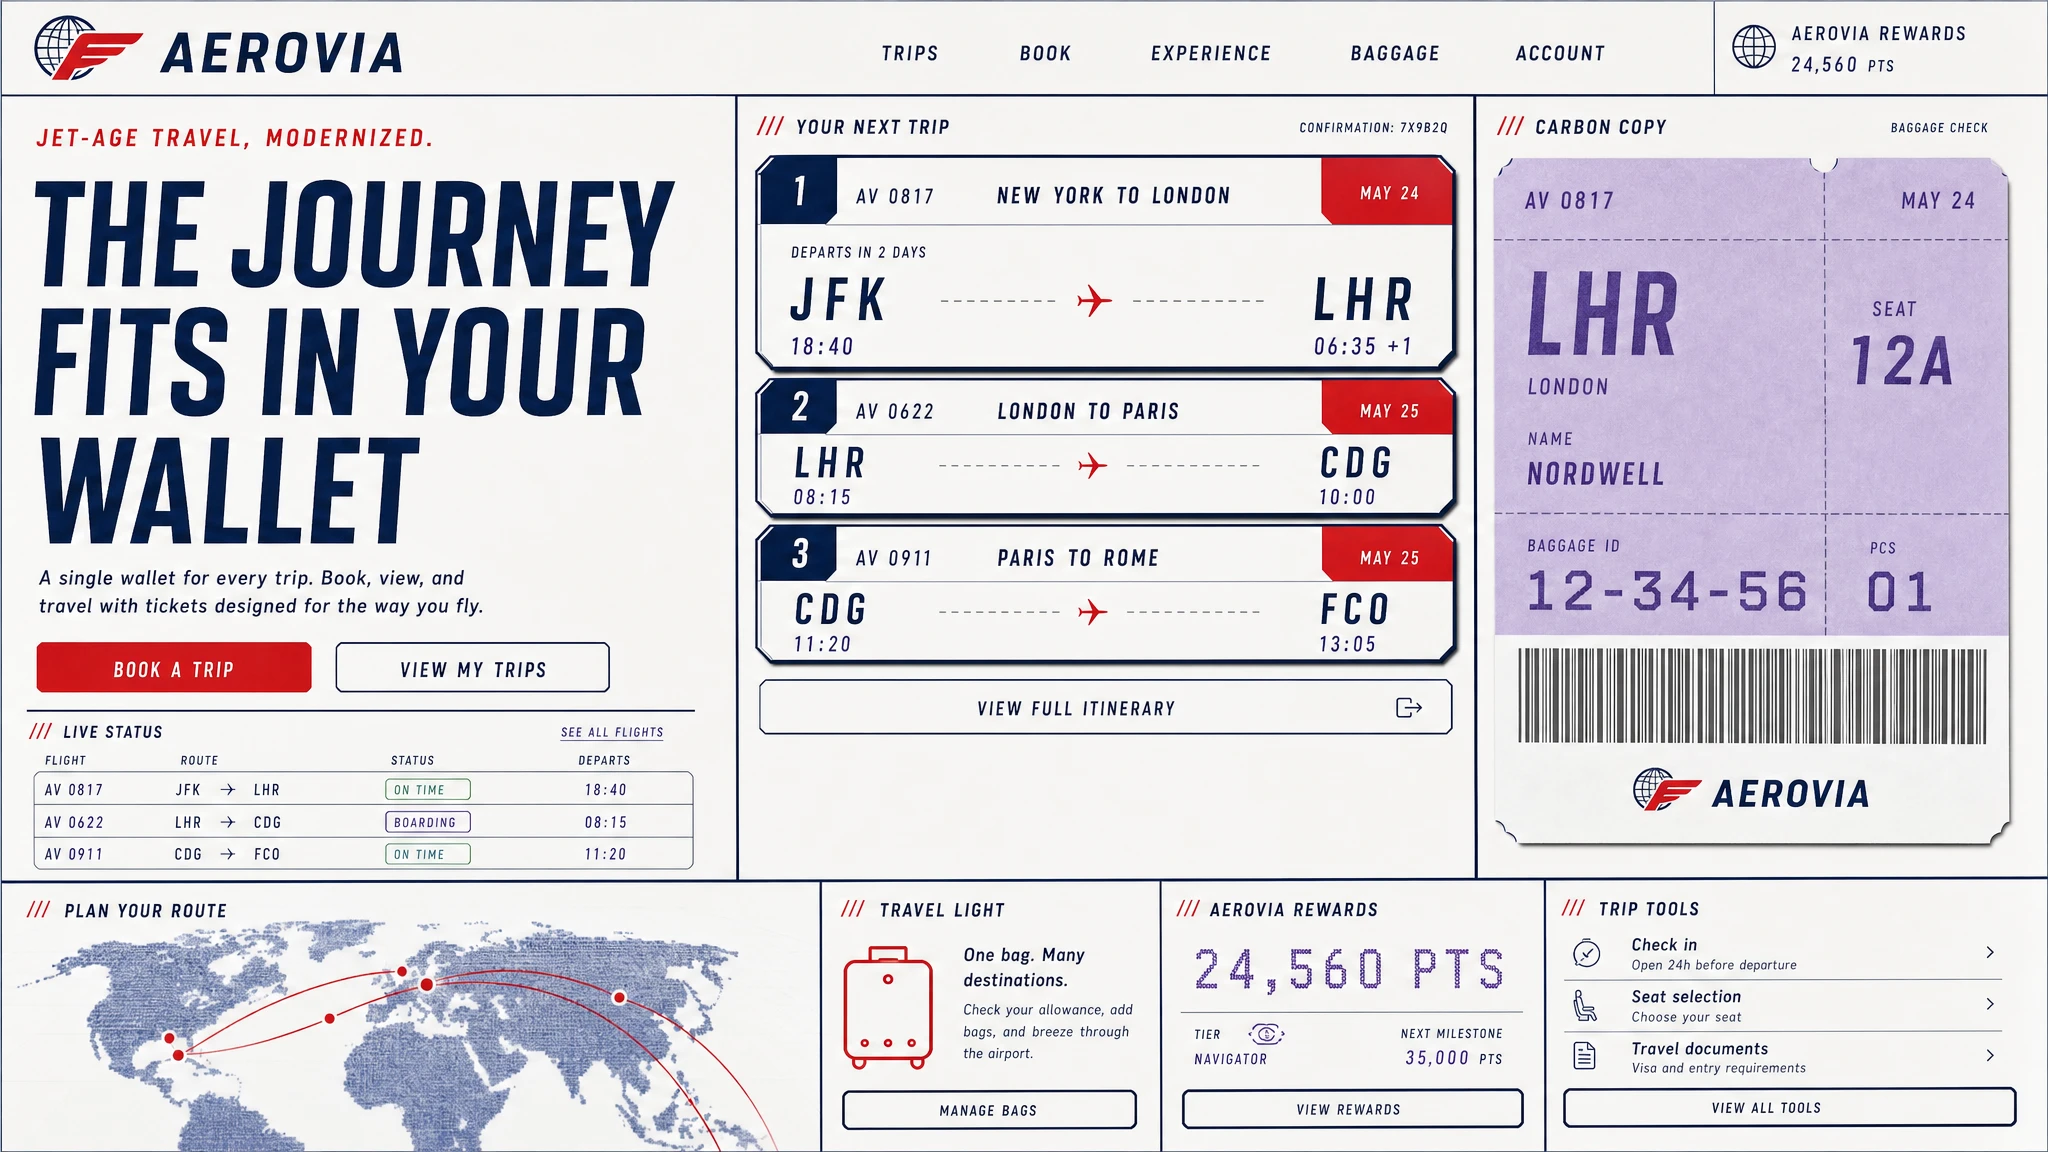 AEROVIA
TRIPS
BOOK
EXPERIENCE
BAGGAGE
ACCOUNT
AEROVIA REWARDS
24,560 PTS
JET-AGE TRAVEL, MODERNIZED.
THE JOURNEY
FITS IN YOUR
WALLET
A single wallet for every trip. Book, view, and
travel with tickets designed for the way you fly.
BOOK A TRIP
VIEW MY TRIPS
/// LIVE STATUS
SEE ALL FLIGHTS
FLIGHT ROUTE STATUS DEPARTS
AV 0817 JFK → LHR ON TIME 18:40
AV 0622 LHR → CDG BOARDING 08:15
AV 0911 CDG → FCO ON TIME 11:20
/// YOUR NEXT TRIP
CONFIRMATION: 7X9B2Q
1 AV 0817 NEW YORK TO LONDON MAY 24
DEPARTS IN 2 DAYS
JFK LHR
18:40 06:35 +1
2 AV 0622 LONDON TO PARIS MAY 25
LHR CDG
08:15 10:00
3 AV 0911 PARIS TO ROME MAY 25
CDG FCO
11:20 13:05
VIEW FULL ITINERARY
/// CARBON COPY
BAGGAGE CHECK
AV 0817 MAY 24
LHR
LONDON
SEAT
12A
NAME
NORDWELL
BAGGAGE ID
12-34-56
PCS
01
AEROVIA
/// PLAN YOUR ROUTE
/// TRAVEL LIGHT
One bag. Many
destinations.
Check your allowance, add
bags, and breeze through
the airport.
MANAGE BAGS
/// AEROVIA REWARDS
24,560 PTS
TIER
NAVIGATOR
NEXT MILESTONE
35,000 PTS
VIEW REWARDS
/// TRIP TOOLS
Check in
Open 24h before departure
Seat selection
Choose your seat
Travel documents
Visa and entry requirements
VIEW ALL TOOLS